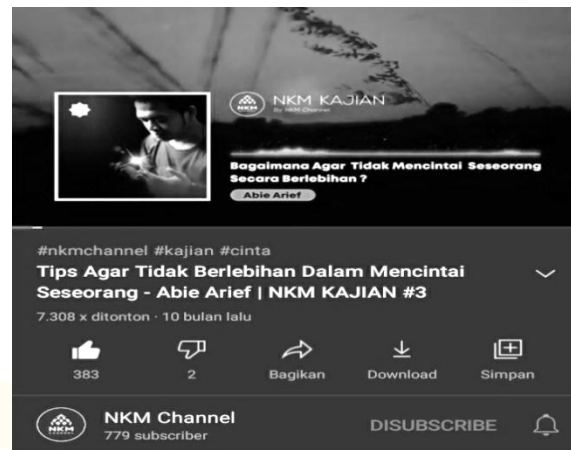 NKM KAJIAN
By NKM Channel
NKM
Bagaimana Agar Tidak Mencintai Seseorang
Secara Berlebihan ?
Abie Arief
#nkmchannel #kajian #cinta
Tips Agar Tidak Berlebihan Dalam Mencintai
Seseorang - Abie Arief | NKM KAJIAN #3
7.308 x ditonton · 10 bulan lalu
383 2 Bagikan Download Simpan
NKM Channel
NKM
779 subscriber
DISUBSCRIBE